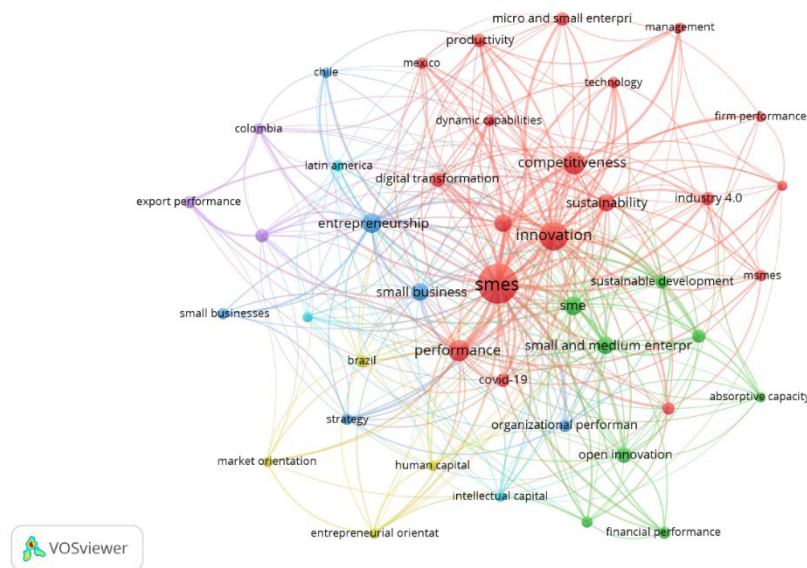 micro and small enterpri
management
productivity
mexico
chile
technology
dynamic capabilities
firm performance
colombia
latin america
competitiveness
digital transformation
export performance
sustainability
industry 4.0
entrepreneurship
innovation
msmes
sustainable development
smes
small business
sme
small businesses
small and medium enterpr
performance
brazil
covid-19
absorptive capacity
strategy
organizational performan
open innovation
market orientation
human capital
intellectual capital
entrepreneurial orientat
financial performance
VOSviewer